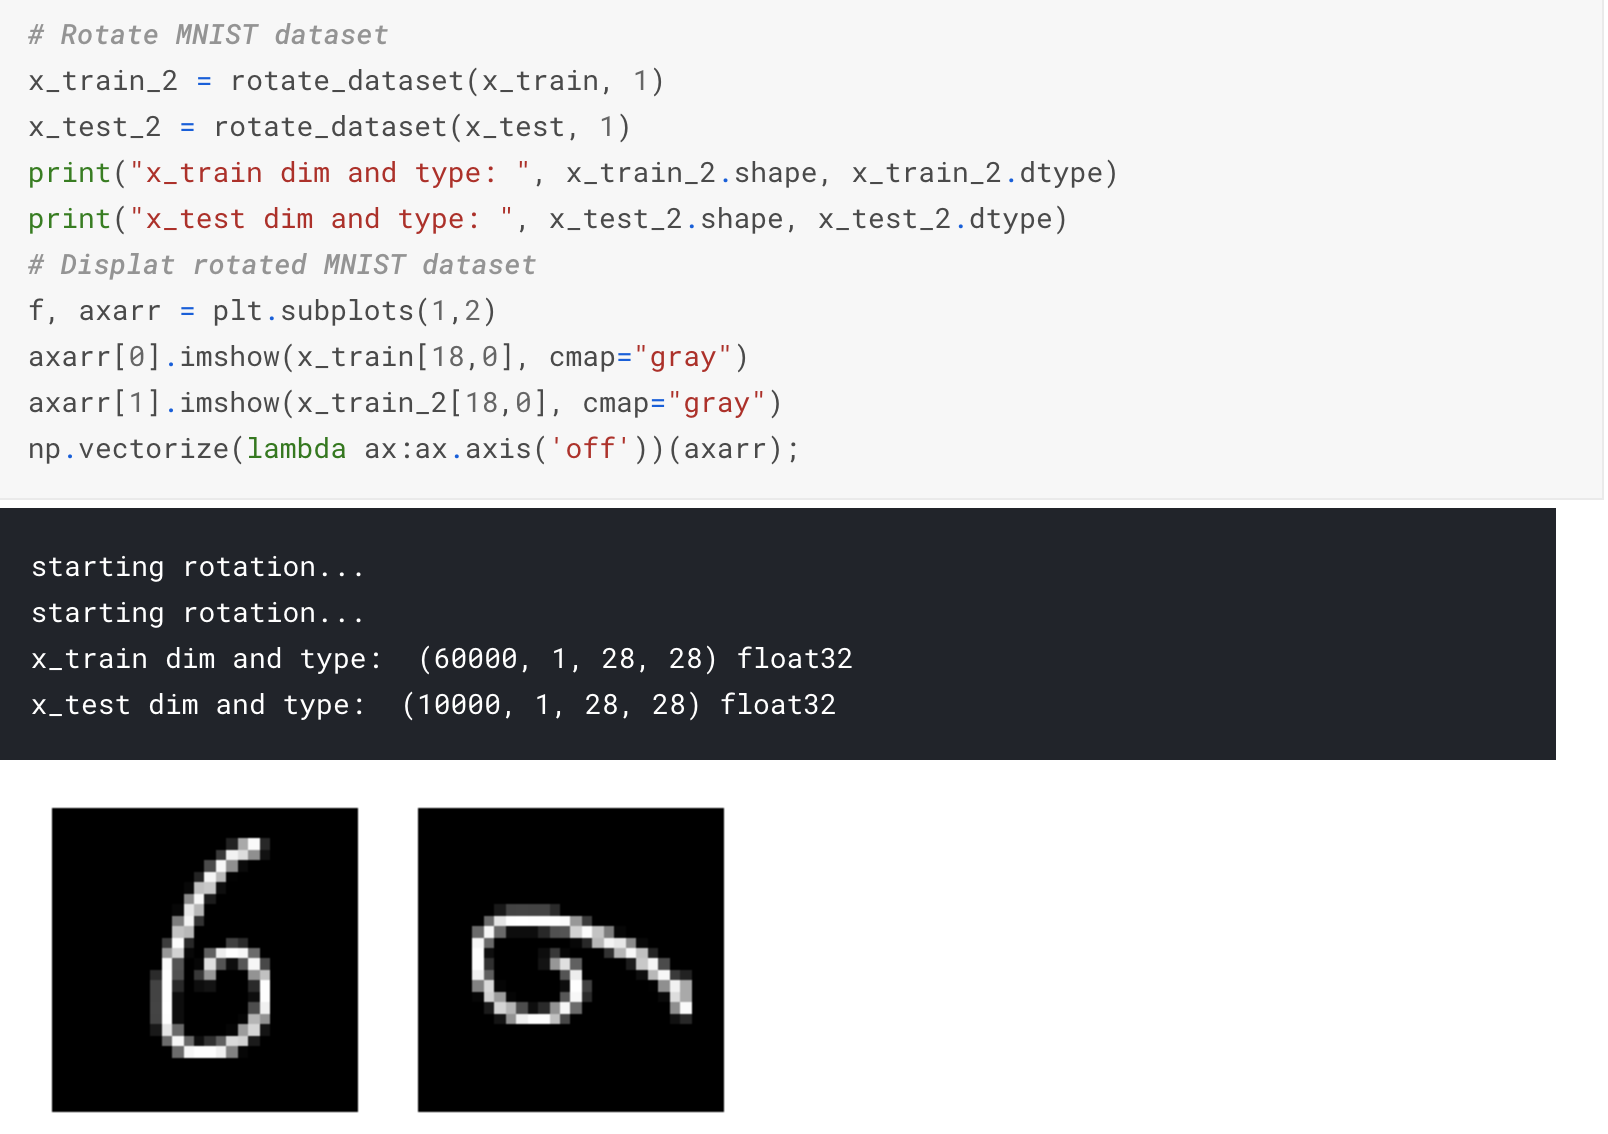 # Rotate MNIST dataset
x_train_2 = rotate_dataset(x_train, 1)
x_test_2 = rotate_dataset(x_test, 1)
print("x_train dim and type: ", x_train_2.shape, x_train_2.dtype)
print("x_test dim and type: ", x_test_2.shape, x_test_2.dtype)
# Displat rotated MNIST dataset
f, axarr = plt.subplots(1,2)
axarr[0].imshow(x_train[18,0], cmap="gray")
axarr[1].imshow(x_train_2[18,0], cmap="gray")
np.vectorize(lambda ax:ax.axis('off'))(axarr);
starting rotation...
starting rotation...
x_train dim and type:  (60000, 1, 28, 28) float32
x_test dim and type:  (10000, 1, 28, 28) float32
6 6